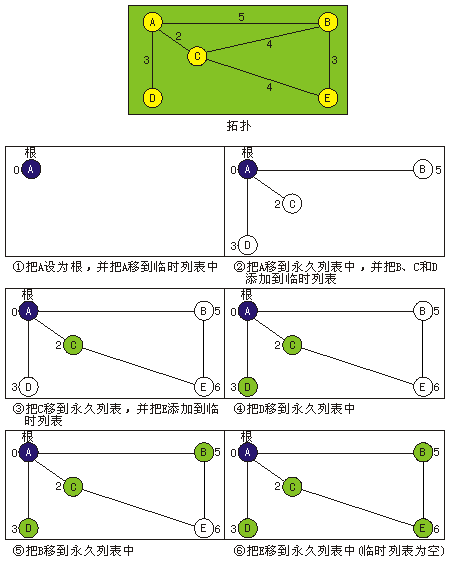 A 5 B
2
C 4
3 3
4
D E
拓扑
根
0 A
根
0 A B 5
2 C
3 D
①把A设为根，并把A移到临时列表中
②把A移到永久列表中，并把B、C和D
添加到临时列表
根
0 A B 5
2 C
3 D E 6
根
0 A B 5
2 C
3 D E 6
③把C移到永久列表，并把E添加到临
时列表
④把D移到永久列表中
根
0 A B 5
2 C
3 D E 6
根
0 A B 5
2 C
3 D E 6
⑤把B移到永久列表中
⑥把E移到永久列表中(临时列表为空)